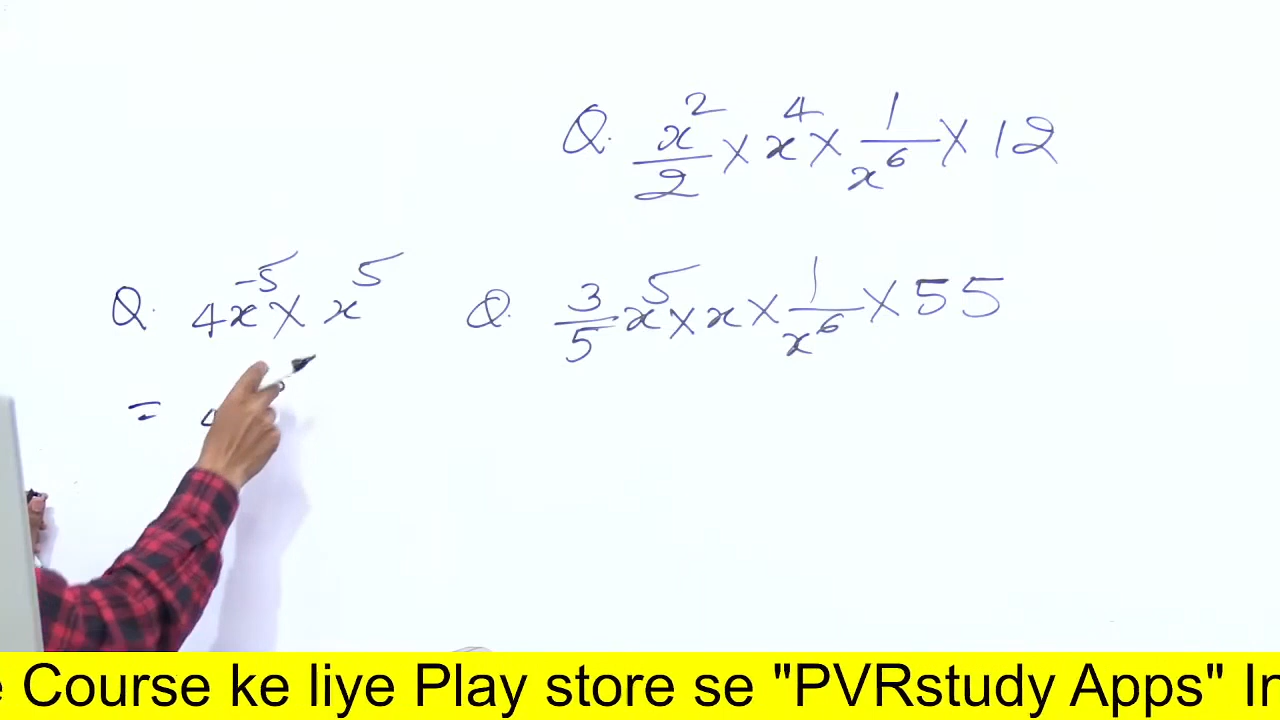 Q. x²/2 × x⁴ × 1/x⁶ × 12
Q. 4x⁻⁵ × x⁵
Q. 3/5 x⁵ × x × 1/x⁶ × 55
=
Course ke liye Play store se "PVRstudy Apps"